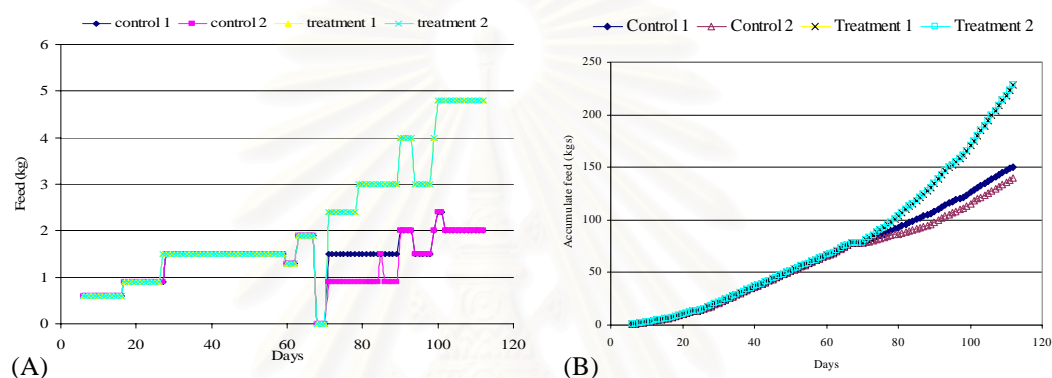 control 1 control 2 treatment 1 treatment 2
6
5
4
3
2
1
0
Feed (kg)
0 20 40 60 80 100 120
Days
(A)
Control 1 Control 2 Treatment 1 Treatment 2
250
200
150
100
50
0
Accumulate feed (kgs)
0 20 40 60 80 100 120
Days
(B)